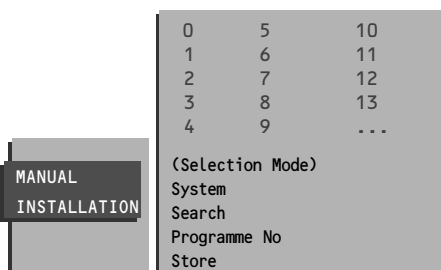 0 5 10
1 6 11
2 7 12
3 8 13
4 9 ...
MANUAL
INSTALLATION
(Selection Mode)
System
Search
Programme No
Store